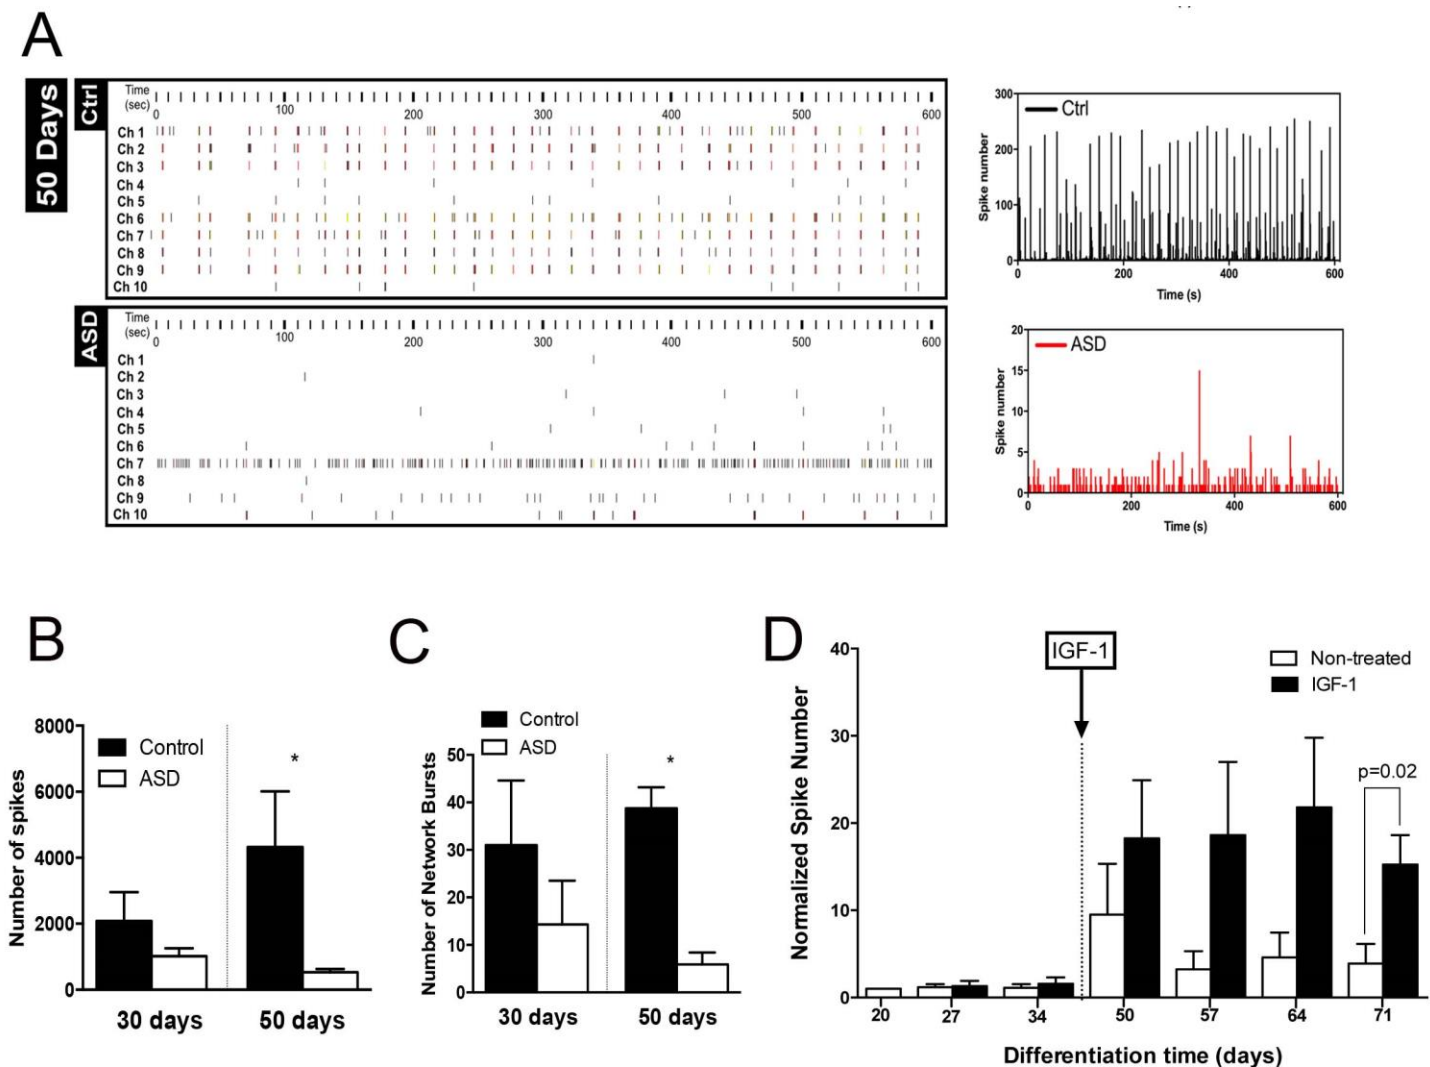 A
50 Days
Ctrl
Time
(sec)
0 100 200 300 400 500 600
Ch 1
Ch 2
Ch 3
Ch 4
Ch 5
Ch 6
Ch 7
Ch 8
Ch 9
Ch 10
ASD
Time
(sec)
0 100 200 300 400 500 600
Ch 1
Ch 2
Ch 3
Ch 4
Ch 5
Ch 6
Ch 7
Ch 8
Ch 9
Ch 10
Ctrl
Spike number
300
200
100
0
0 200 400 600
Time (s)
ASD
Spike number
20
15
10
5
0
0 200 400 600
Time (s)
B
Number of spikes
8000
6000
4000
2000
0
Control
ASD
*
30 days 50 days
C
Control
ASD
Number of Network Bursts
50
40
30
20
10
0
*
30 days 50 days
D
Normalized Spike Number
40
30
20
10
0
IGF-1
Non-treated
IGF-1
p=0.02
20 27 34 50 57 64 71
Differentiation time (days)